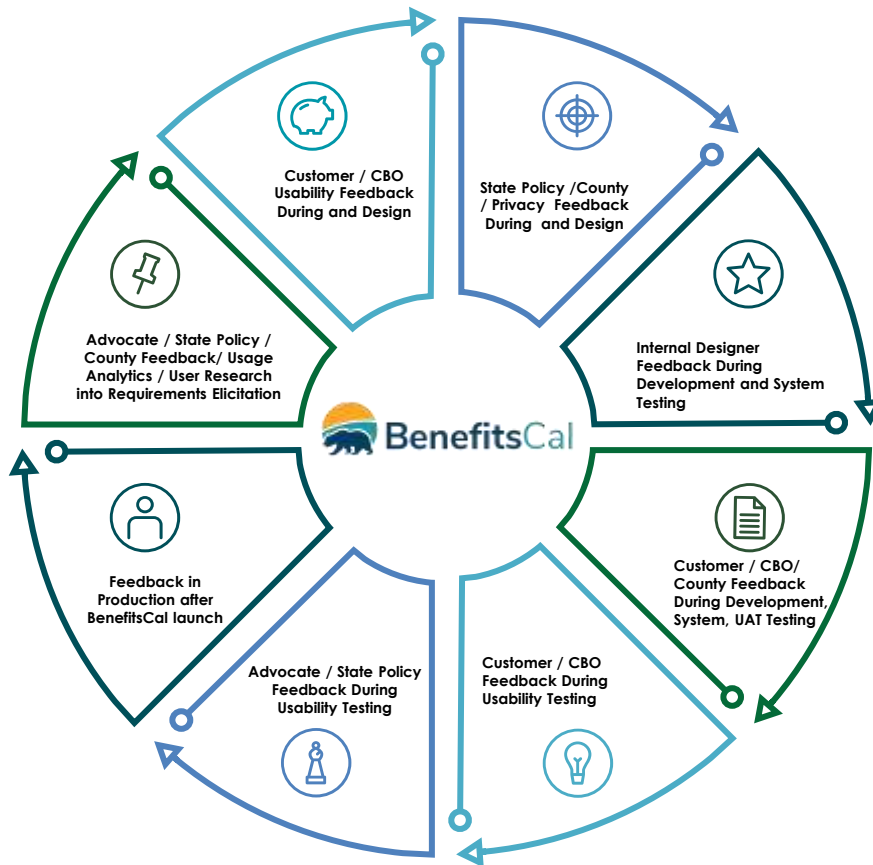 Customer / CBO
Usability Feedback
During and Design
State Policy /County
/ Privacy Feedback
During and Design
Internal Designer
Feedback During
Development and System
Testing
Customer / CBO/
County Feedback
During Development,
System, UAT Testing
Customer / CBO
Feedback During
Usability Testing
Advocate / State Policy
Feedback During
Usability Testing
Feedback in
Production after
BenefitsCal launch
Advocate / State Policy /
County Feedback/ Usage
Analytics / User Research
into Requirements Elicitation
BenefitsCal